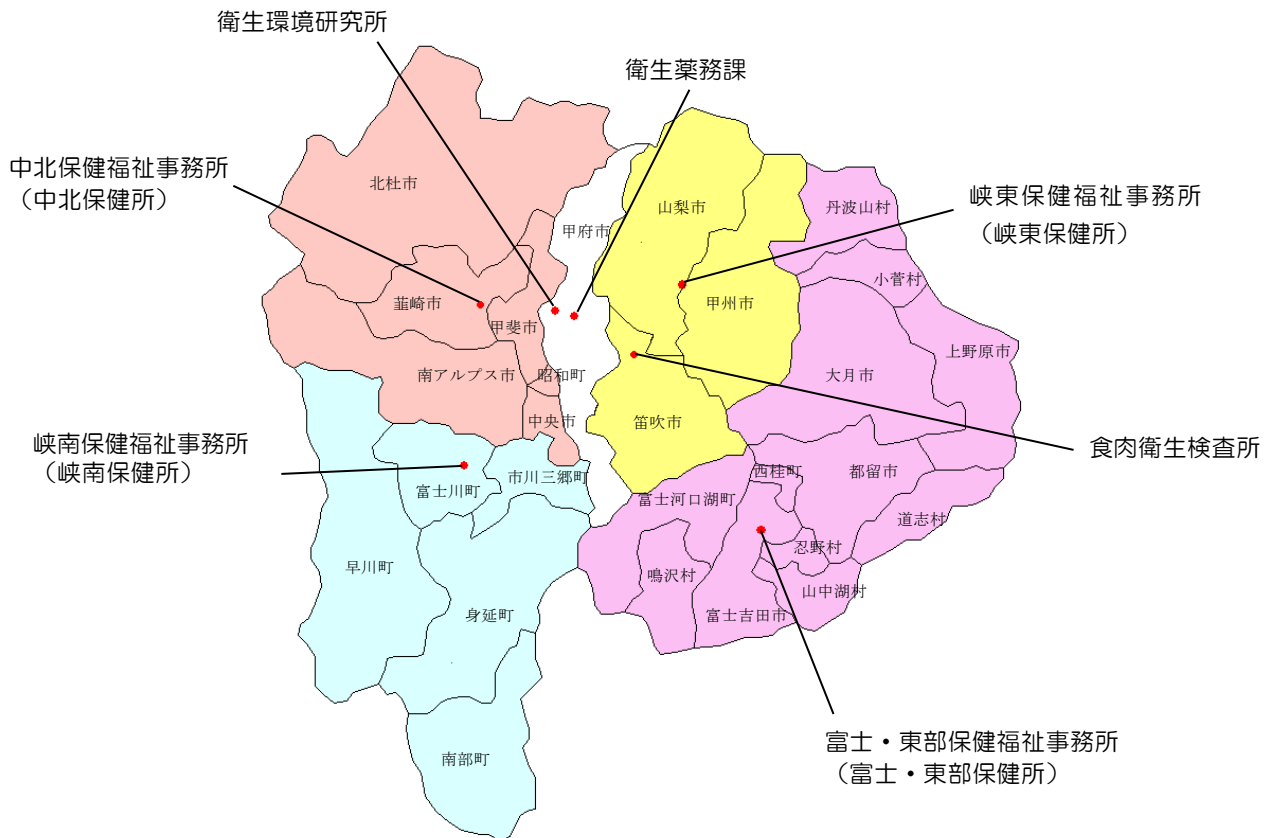 衛生環境研究所
衛生薬務課
中北保健福祉事務所
（中北保健所）
峡東保健福祉事務所
（峡東保健所）
北杜市
山梨市
丹波山村
甲府市
小菅村
韮崎市
甲州市
甲斐市
上野原市
南アルプス市
昭和町
大月市
中央市
笛吹市
食肉衛生検査所
峡南保健福祉事務所
（峡南保健所）
市川三郷町
西桂町
都留市
富士川町
富士河口湖町
道志村
忍野村
早川町
鳴沢村
山中湖村
身延町
富士吉田市
富士・東部保健福祉事務所
（富士・東部保健所）
南部町